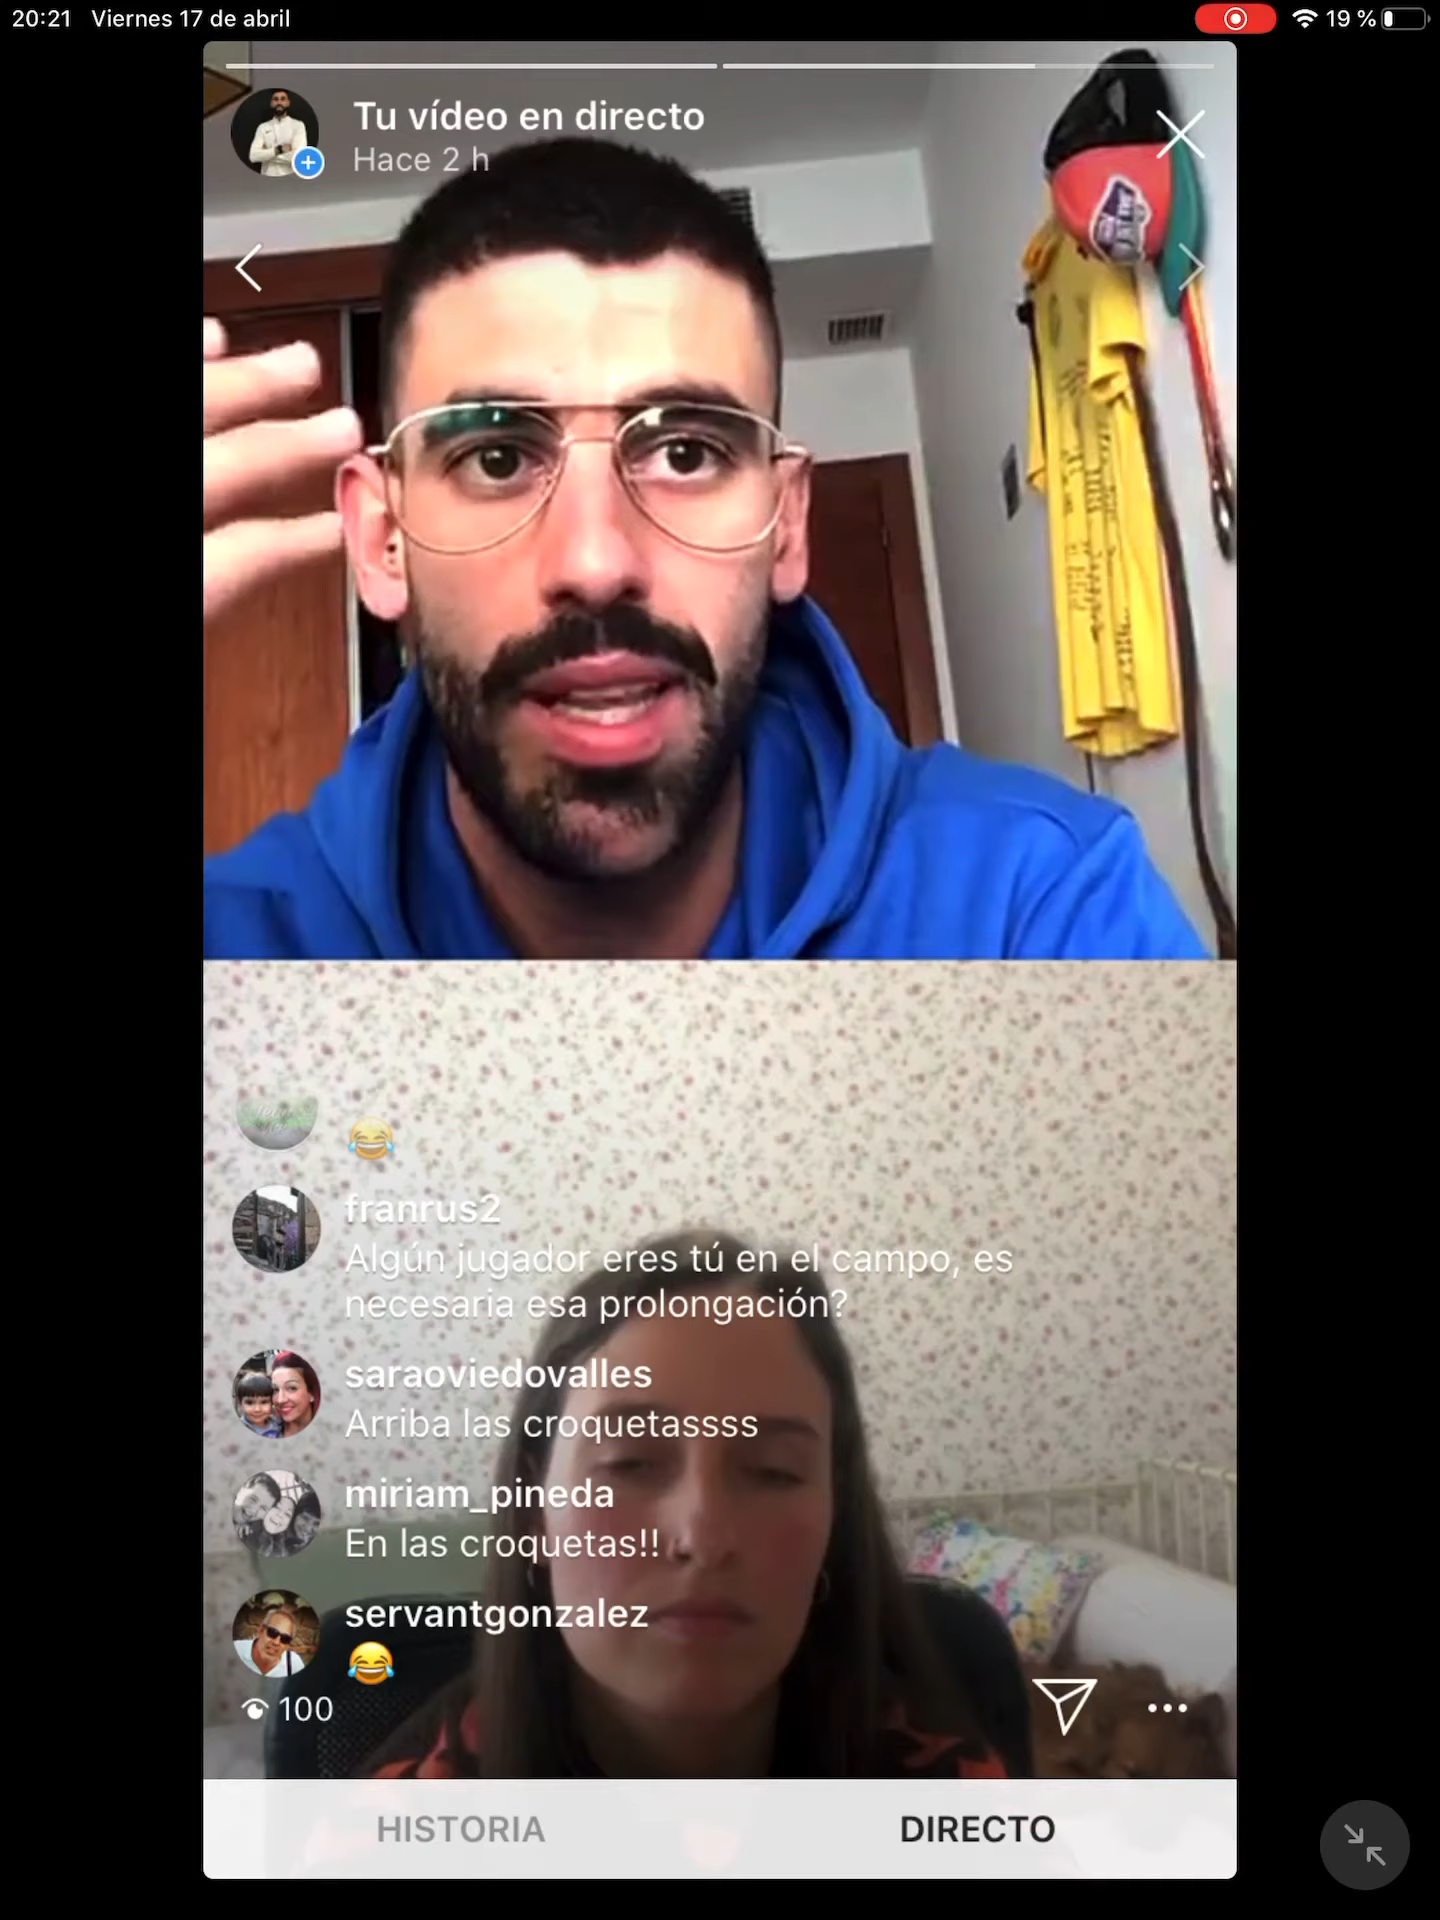 20:21 Viernes 17 de abril
19 %
Tu vídeo en directo
Hace 2 h
franrus2
Algún jugador eres tú en el campo, es
necesaria esa prolongación?
saraoviedovalles
Arriba las croquetassss
miriam_pineda
En las croquetas!!
servantgonzalez
😂
100
HISTORIA
DIRECTO